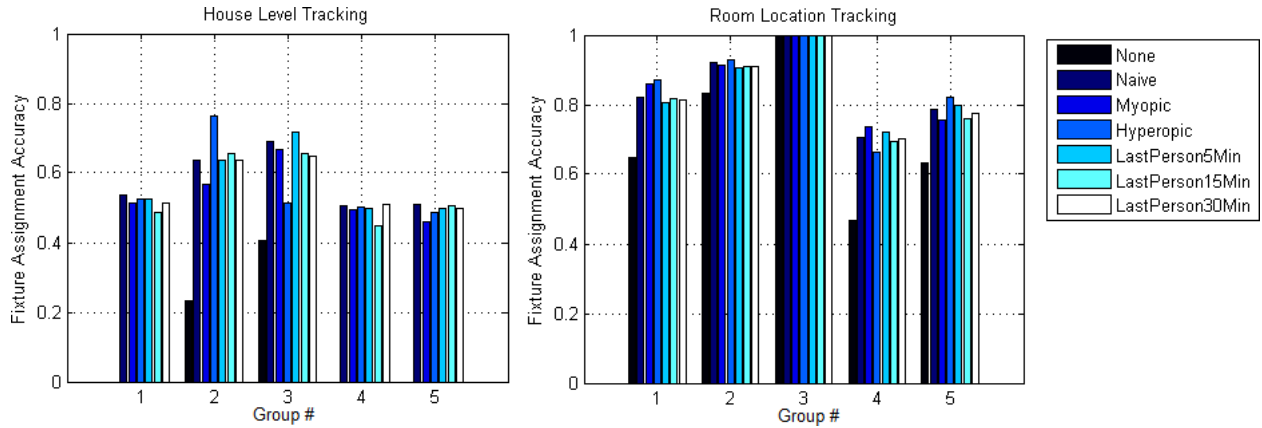 House Level Tracking
Fixture Assignment Accuracy
1
0.8
0.6
0.4
0.2
0
1 2 3 4 5
Group #
Room Location Tracking
Fixture Assignment Accuracy
1
0.8
0.6
0.4
0.2
0
1 2 3 4 5
Group #
None
Naive
Myopic
Hyperopic
LastPerson5Min
LastPerson15Min
LastPerson30Min